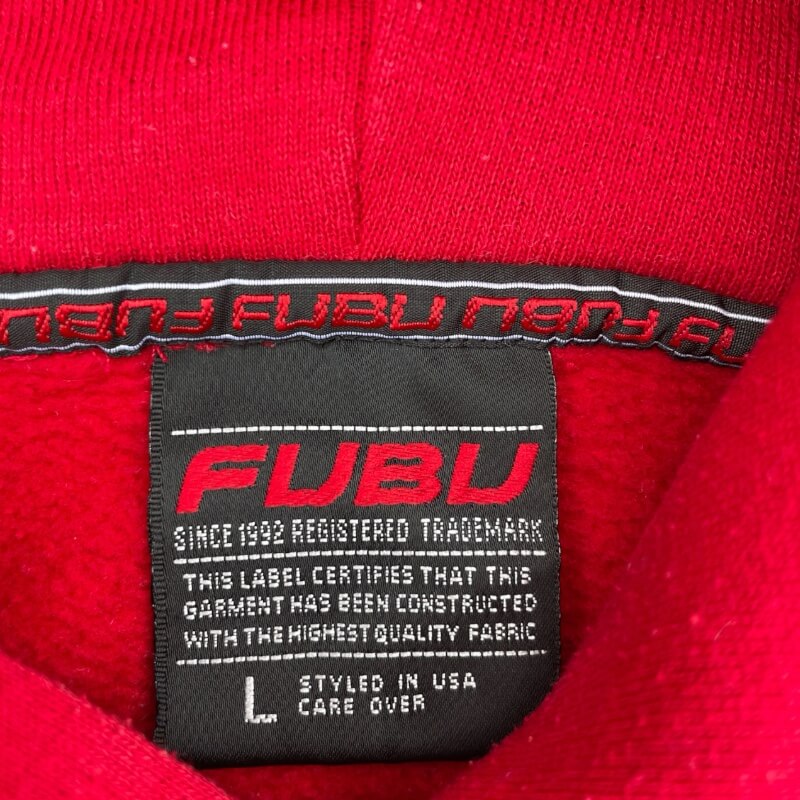 FUBU FUBU FUBU FU
FUBU
SINCE 1992 REGISTERED TRADEMARK
THIS LABEL CERTIFIES THAT THIS
GARMENT HAS BEEN CONSTRUCTED
WITH THE HIGHEST QUALITY FABRIC
L
STYLED IN USA
CARE OVER